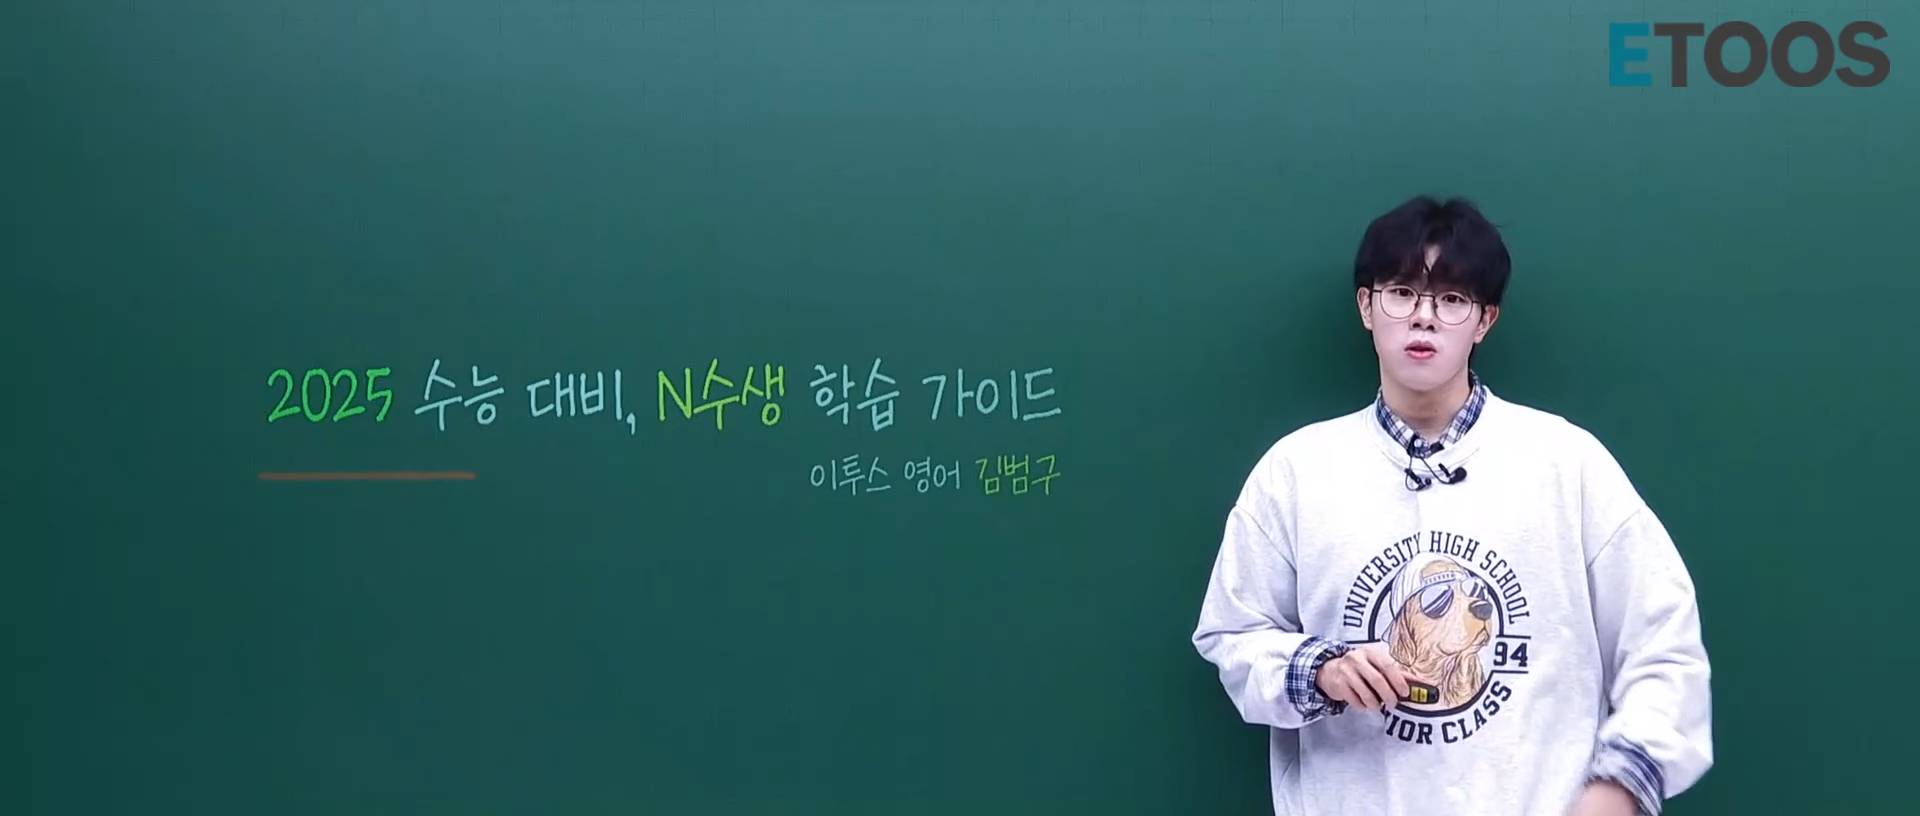 ETOOS
2025 수능 대비, N수생 학습 가이드
이투스 영어 김범구
UNIVERSITY HIGH SCHOOL
94
IOR CLASS